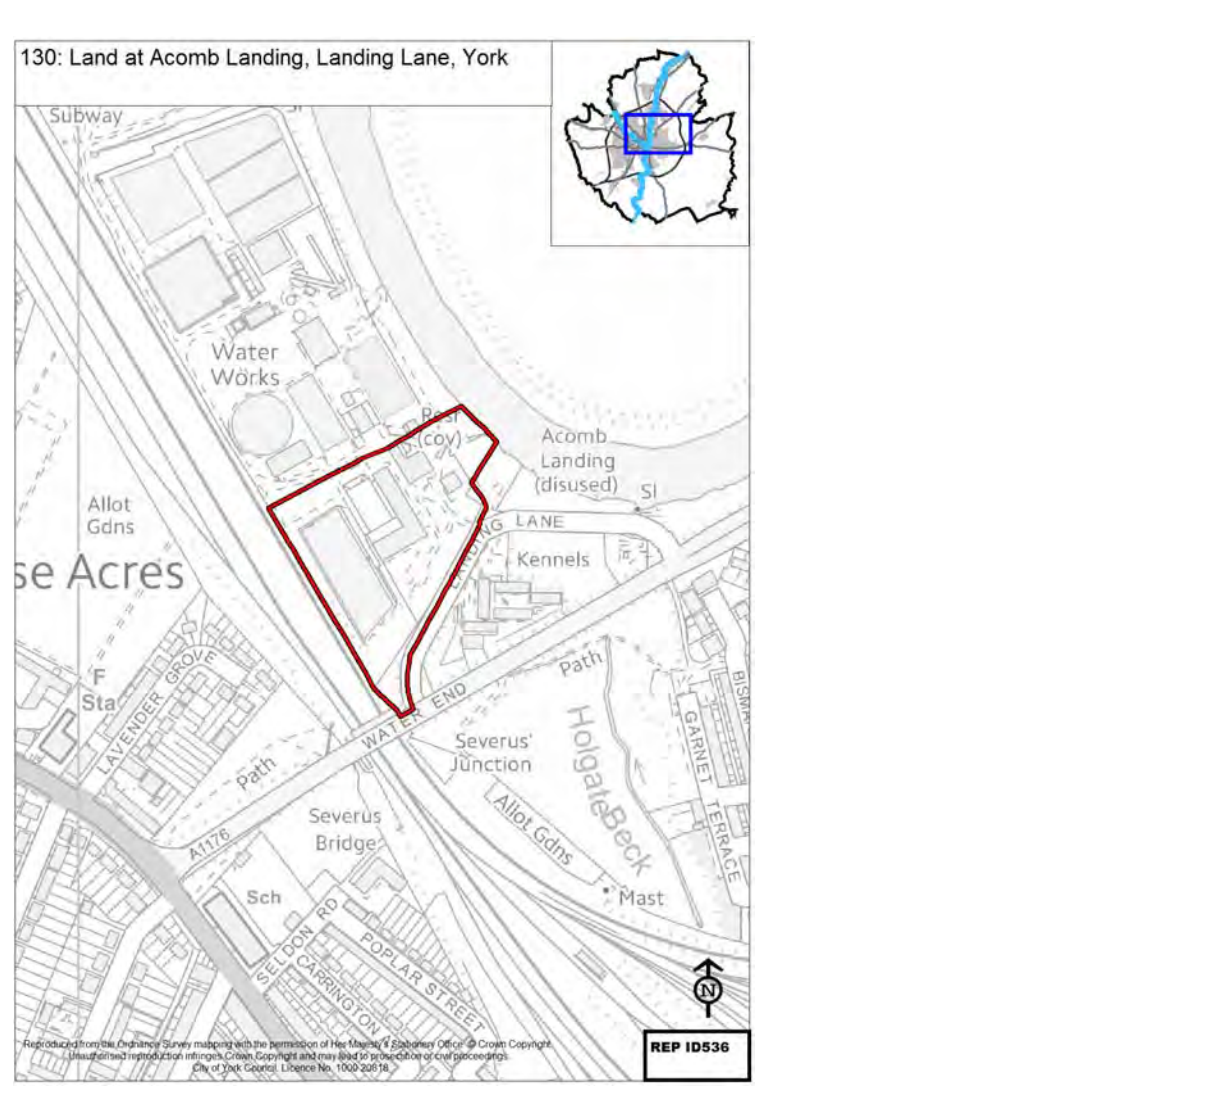 130: Land at Acomb Landing, Landing Lane, York
Subway
Water
Works
Resr
(cov)
Acomb
Landing
(disused)
Sl
LANDING LANE
Kennels
Allot
Gdns
se Acres
F
Sta
LAVENDER GROVE
Path
WATER END
Path
Severus'
Junction
Holgate Beck
GARNET TERRACE
BISMA
A1176
Severus
Bridge
Allot Gdns
Mast
Sch
SELDON RD
CARRINGTON
POPLAR STREET
N
REP ID536
Reproduced from the Ordnance Survey mapping with the permission of Her Majesty's Stationery Office. © Crown Copyright.
Unauthorised reproduction infringes Crown Copyright and may lead to prosecution or civil proceedings.
City of York Council. Licence No. 1000 20818